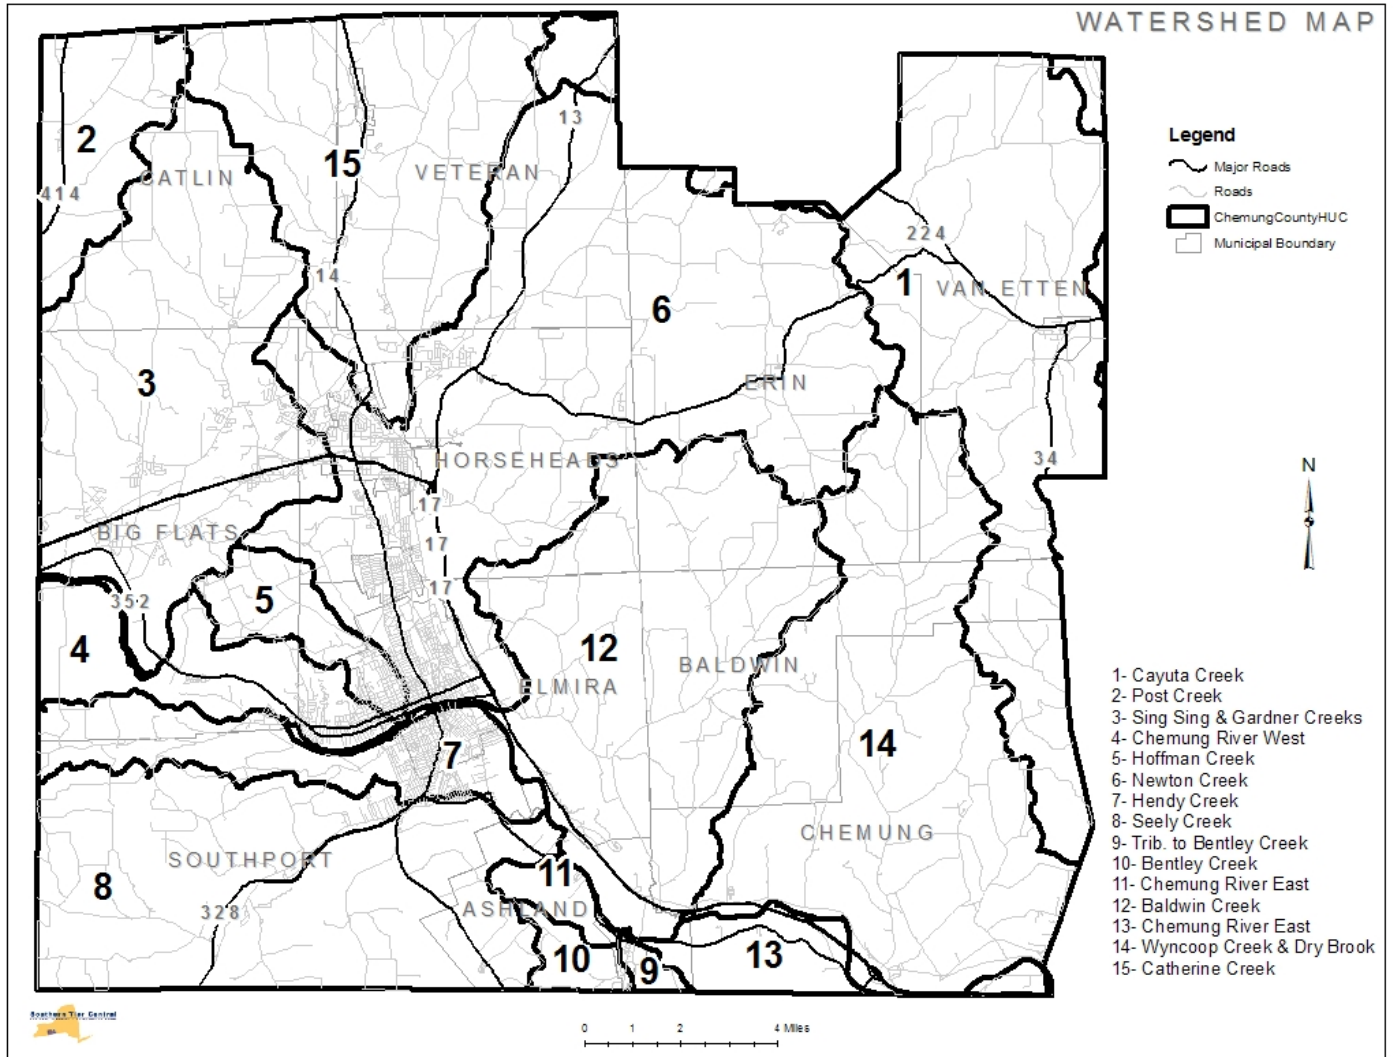 WATERSHED MAP
Legend
Major Roads
Roads
ChemungCountyHUC
Municipal Boundary
13
2
15
CATLIN
VETERAN
414
224
14
1
VAN ETTEN
6
3
ERIN
HORSEHEADS
34
N
17
BIG FLATS
17
17
352
5
4
12
BALDWIN
ELMIRA
7
14
CHEMUNG
SOUTHPORT
11
8
328
ASHLAND
10
9
13
1- Cayuta Creek
2- Post Creek
3- Sing Sing & Gardner Creeks
4- Chemung River West
5- Hoffman Creek
6- Newton Creek
7- Hendy Creek
8- Seely Creek
9- Trib. to Bentley Creek
10- Bentley Creek
11- Chemung River East
12- Baldwin Creek
13- Chemung River East
14- Wyncoop Creek & Dry Brook
15- Catherine Creek
Southern Tier Central
0 1 2 4 Miles